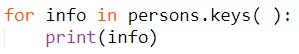 for info in persons.keys( ):
    print(info)